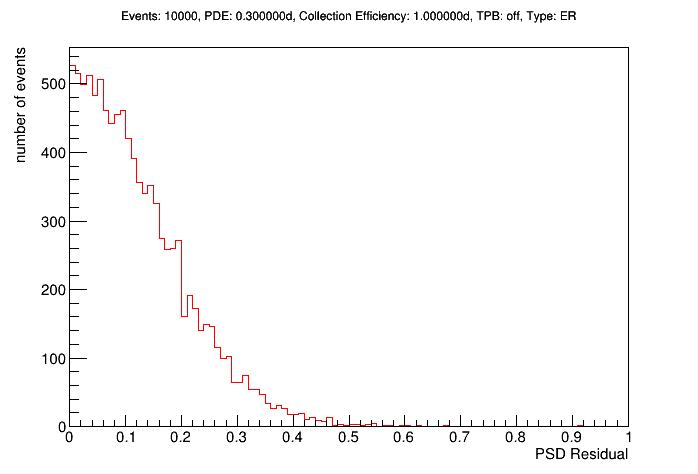 Events: 10000, PDE: 0.300000d, Collection Efficiency: 1.000000d, TPB: off, Type: ER
number of events
500
400
300
200
100
0
0 0.1 0.2 0.3 0.4 0.5 0.6 0.7 0.8 0.9 1
PSD Residual